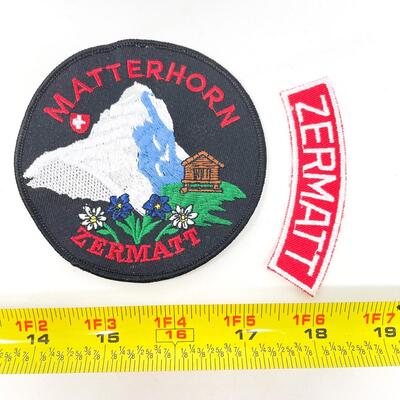 MATTERHORN
ZERMATT
ZERMATT
1F2 1F3 1F4 1F5 1F6 1F7
14 15 16 17 18 19